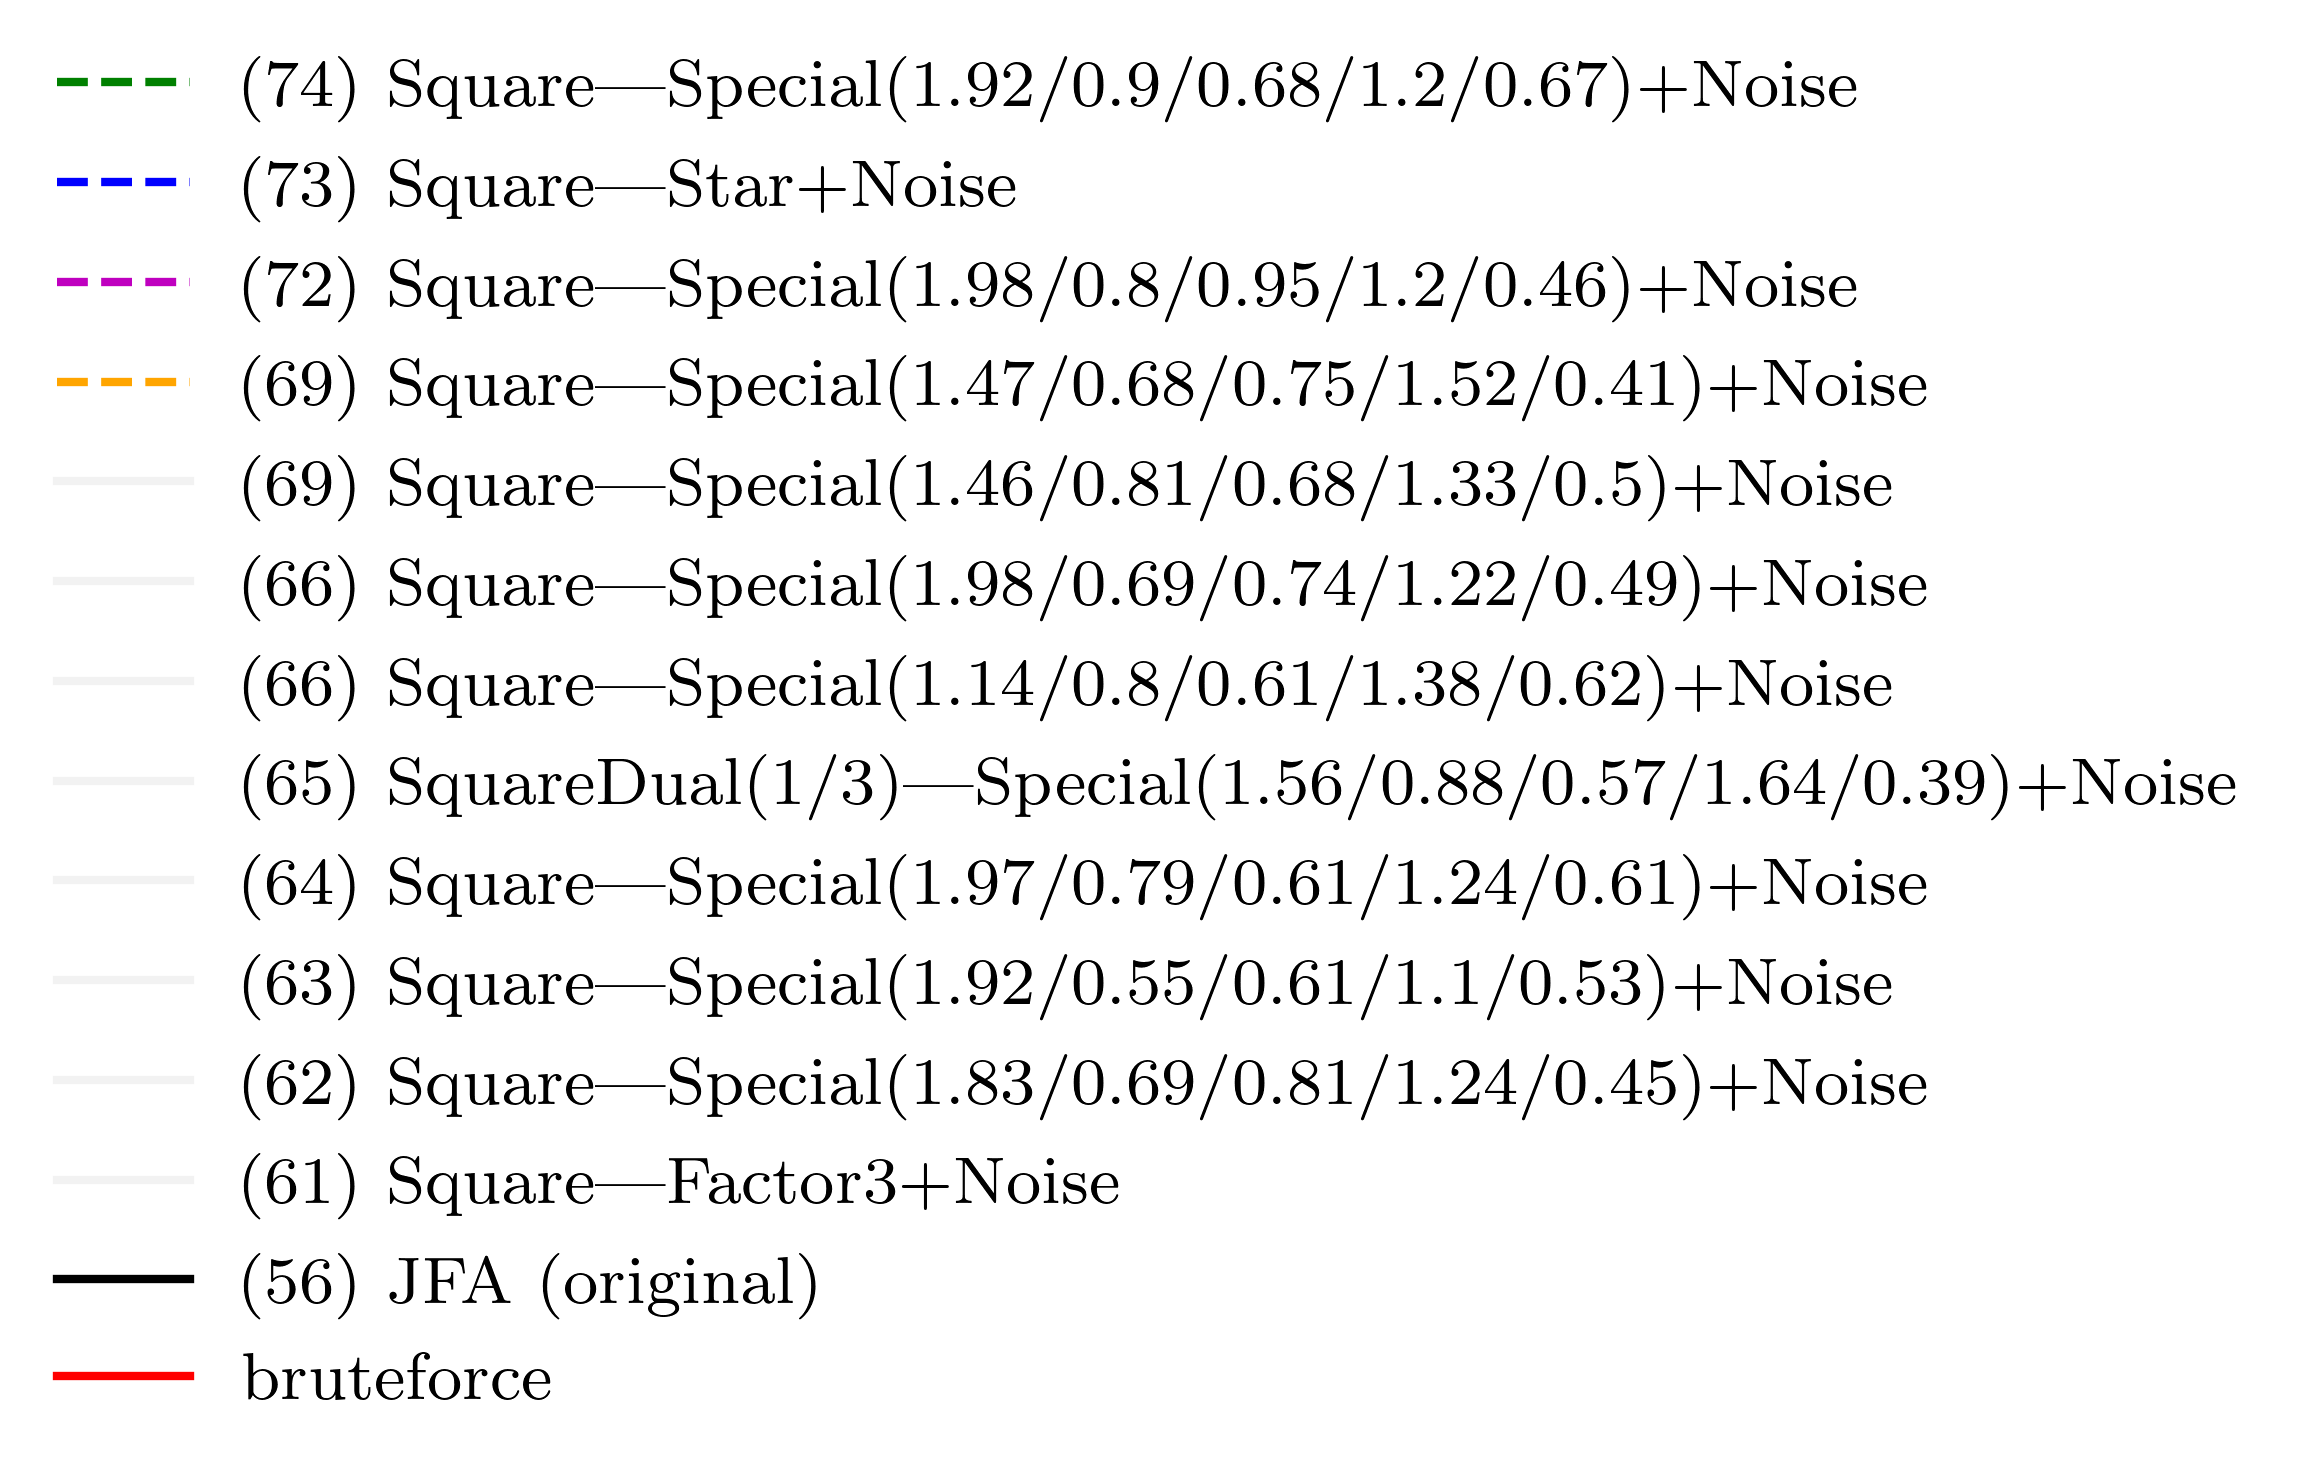 (74) Square—Special(1.92/0.9/0.68/1.2/0.67)+Noise
(73) Square—Star+Noise
(72) Square—Special(1.98/0.8/0.95/1.2/0.46)+Noise
(69) Square—Special(1.47/0.68/0.75/1.52/0.41)+Noise
(69) Square—Special(1.46/0.81/0.68/1.33/0.5)+Noise
(66) Square—Special(1.98/0.69/0.74/1.22/0.49)+Noise
(66) Square—Special(1.14/0.8/0.61/1.38/0.62)+Noise
(65) SquareDual(1/3)—Special(1.56/0.88/0.57/1.64/0.39)+Noise
(64) Square—Special(1.97/0.79/0.61/1.24/0.61)+Noise
(63) Square—Special(1.92/0.55/0.61/1.1/0.53)+Noise
(62) Square—Special(1.83/0.69/0.81/1.24/0.45)+Noise
(61) Square—Factor3+Noise
(56) JFA (original)
bruteforce